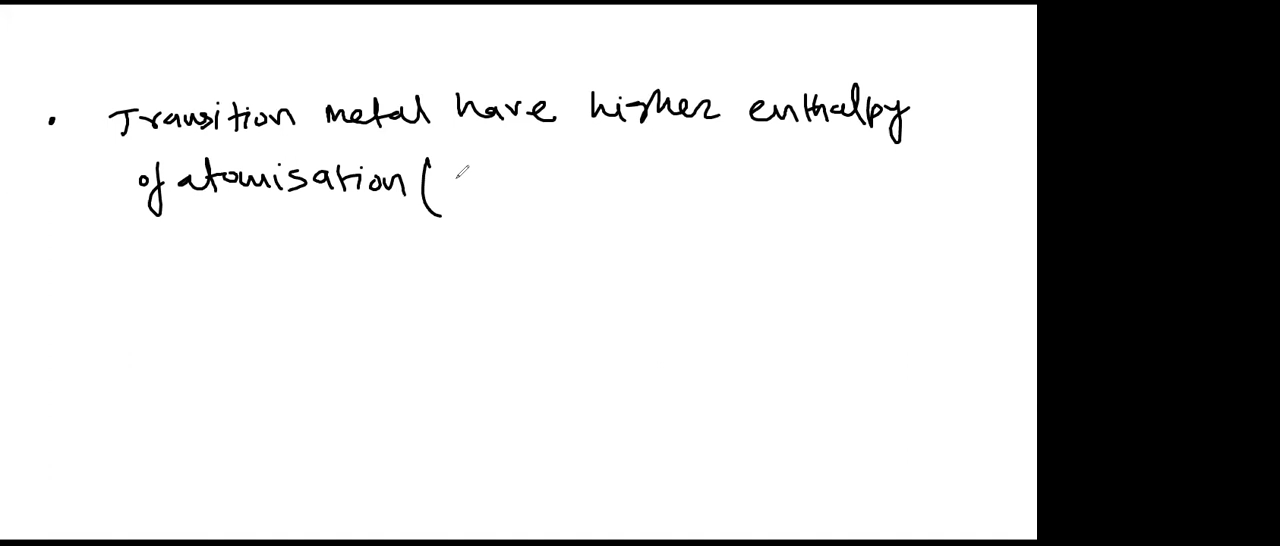 . Transition metal have higher enthalpy
of atomisation (